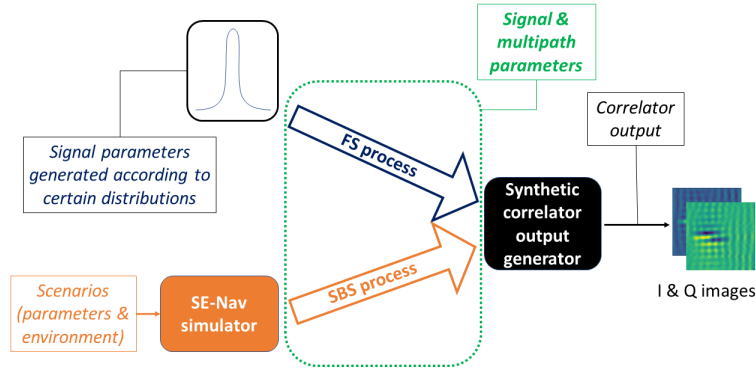 Signal &
multipath
parameters
Correlator
output
Signal parameters
generated according to
certain distributions
FS process
Synthetic
correlator
output
generator
Scenarios
(parameters &
environment)
SE-Nav
simulator
SBS process
I & Q images